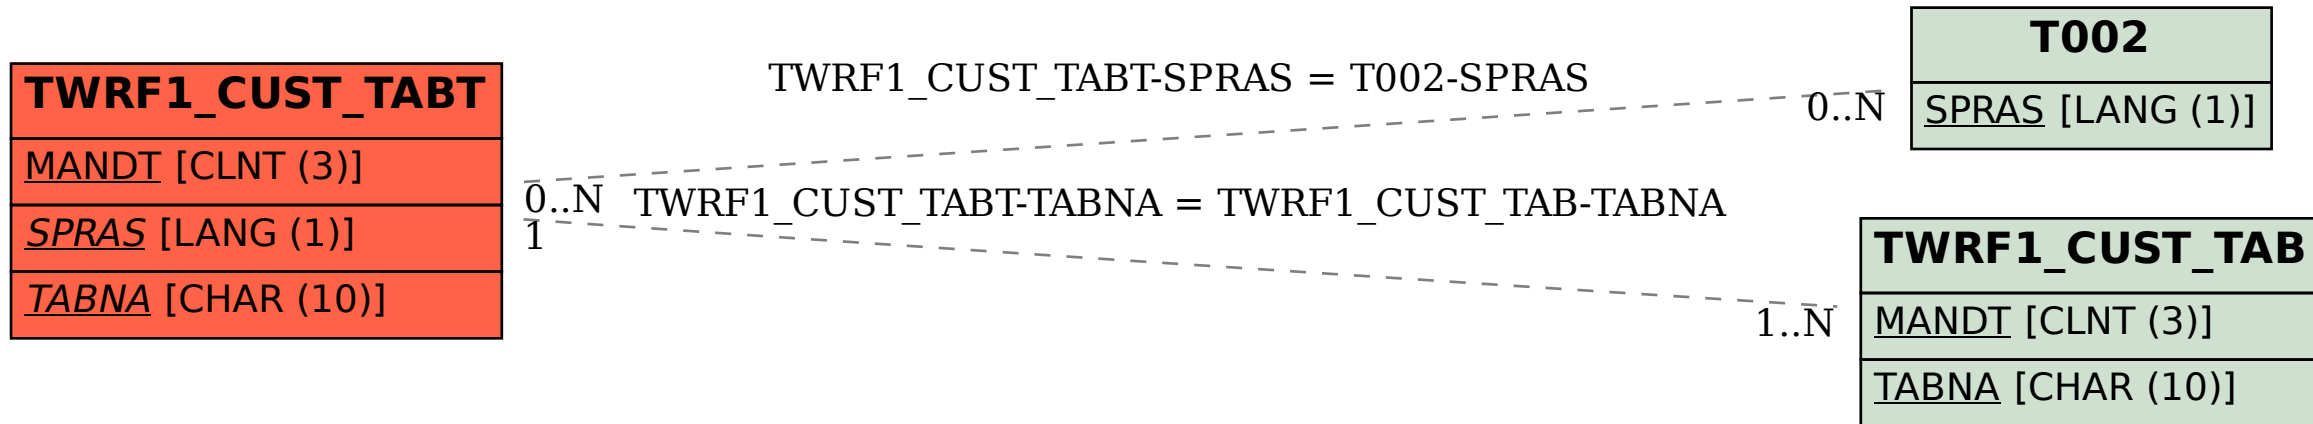 TWRF1_CUST_TABT
MANDT [CLNT (3)]
SPRAS [LANG (1)]
TABNA [CHAR (10)]
TWRF1_CUST_TABT-SPRAS = T002-SPRAS
0..N
0..N
TWRF1_CUST_TABT-TABNA = TWRF1_CUST_TAB-TABNA
1
1..N
T002
SPRAS [LANG (1)]
TWRF1_CUST_TAB
MANDT [CLNT (3)]
TABNA [CHAR (10)]